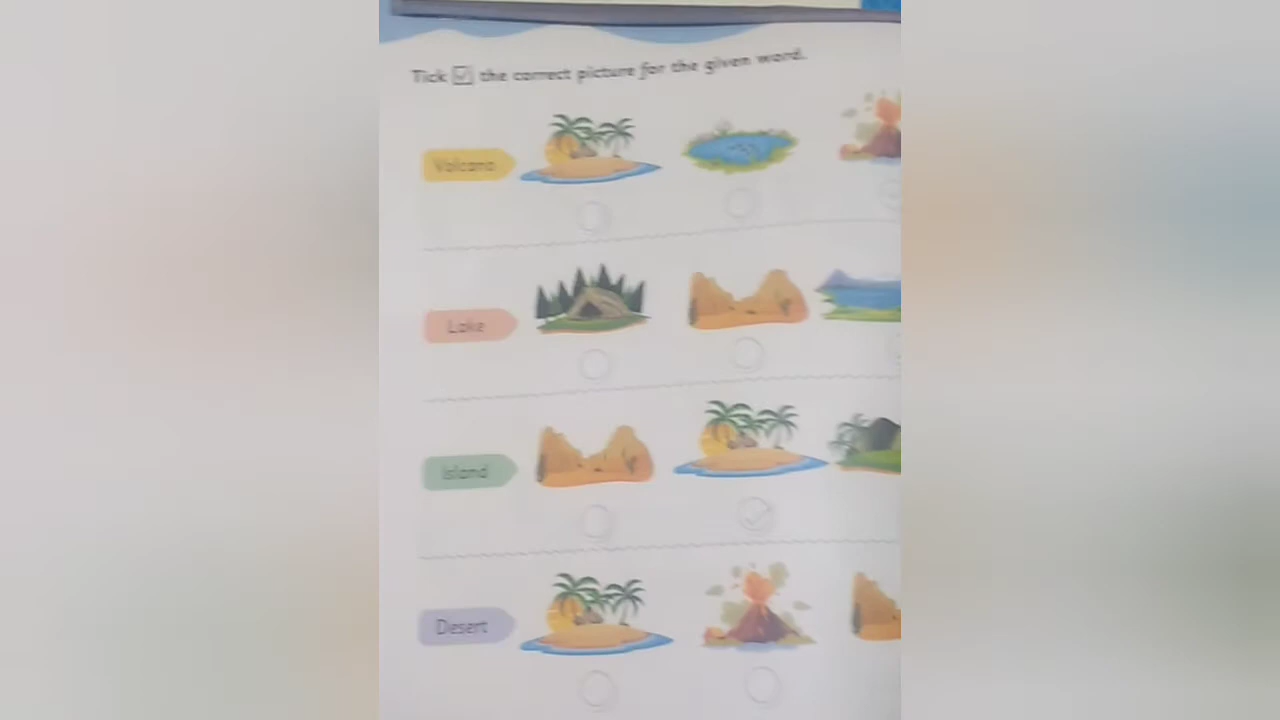 Tick ☑ the correct picture for the given word.
Volcano
Lake
Island
Desert